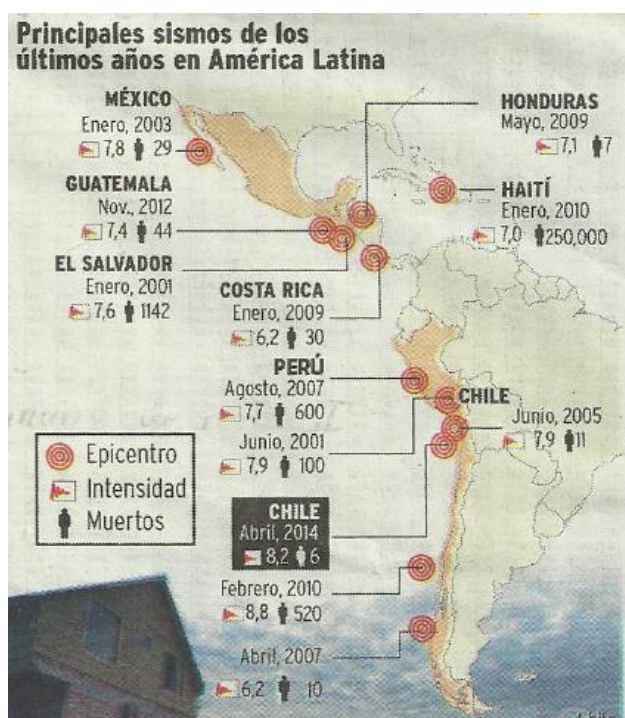 Principales sismos de los
últimos años en América Latina
MÉXICO
Enero, 2003
7,8 29
GUATEMALA
Nov., 2012
7,4 44
EL SALVADOR
Enero, 2001
7,6 1142
COSTA RICA
Enero, 2009
6,2 30
PERÚ
Agosto, 2007
7,7 600
Junio, 2001
7,9 100
HONDURAS
Mayo, 2009
7,1 7
HAITÍ
Enero, 2010
7,0 250,000
CHILE
Junio, 2005
7,9 11
CHILE
Abril, 2014
8,2 6
Febrero, 2010
8,8 520
Abril, 2007
6,2 10
Epicentro
Intensidad
Muertos